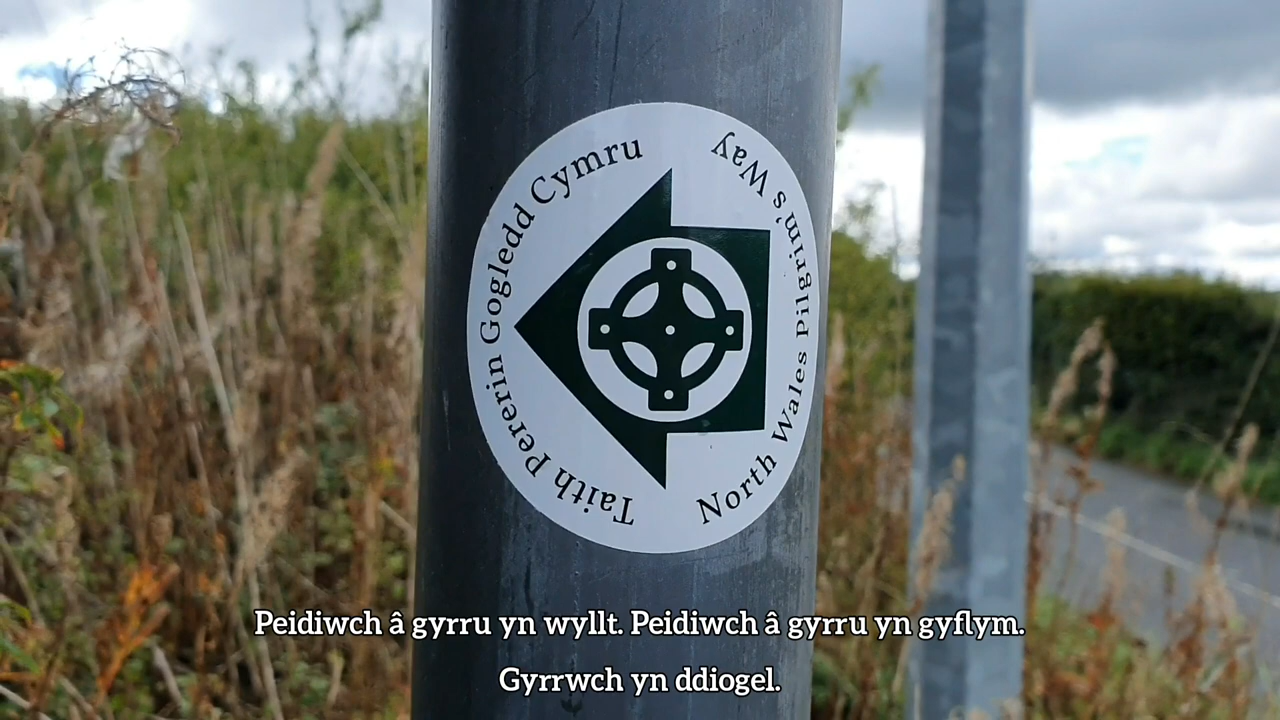 Taith Pererin Gogledd Cymru
North Wales Pilgrim's Way
Peidiwch â gyrru yn wyllt. Peidiwch â gyrru yn gyflym.
Gyrrwch yn ddiogel.